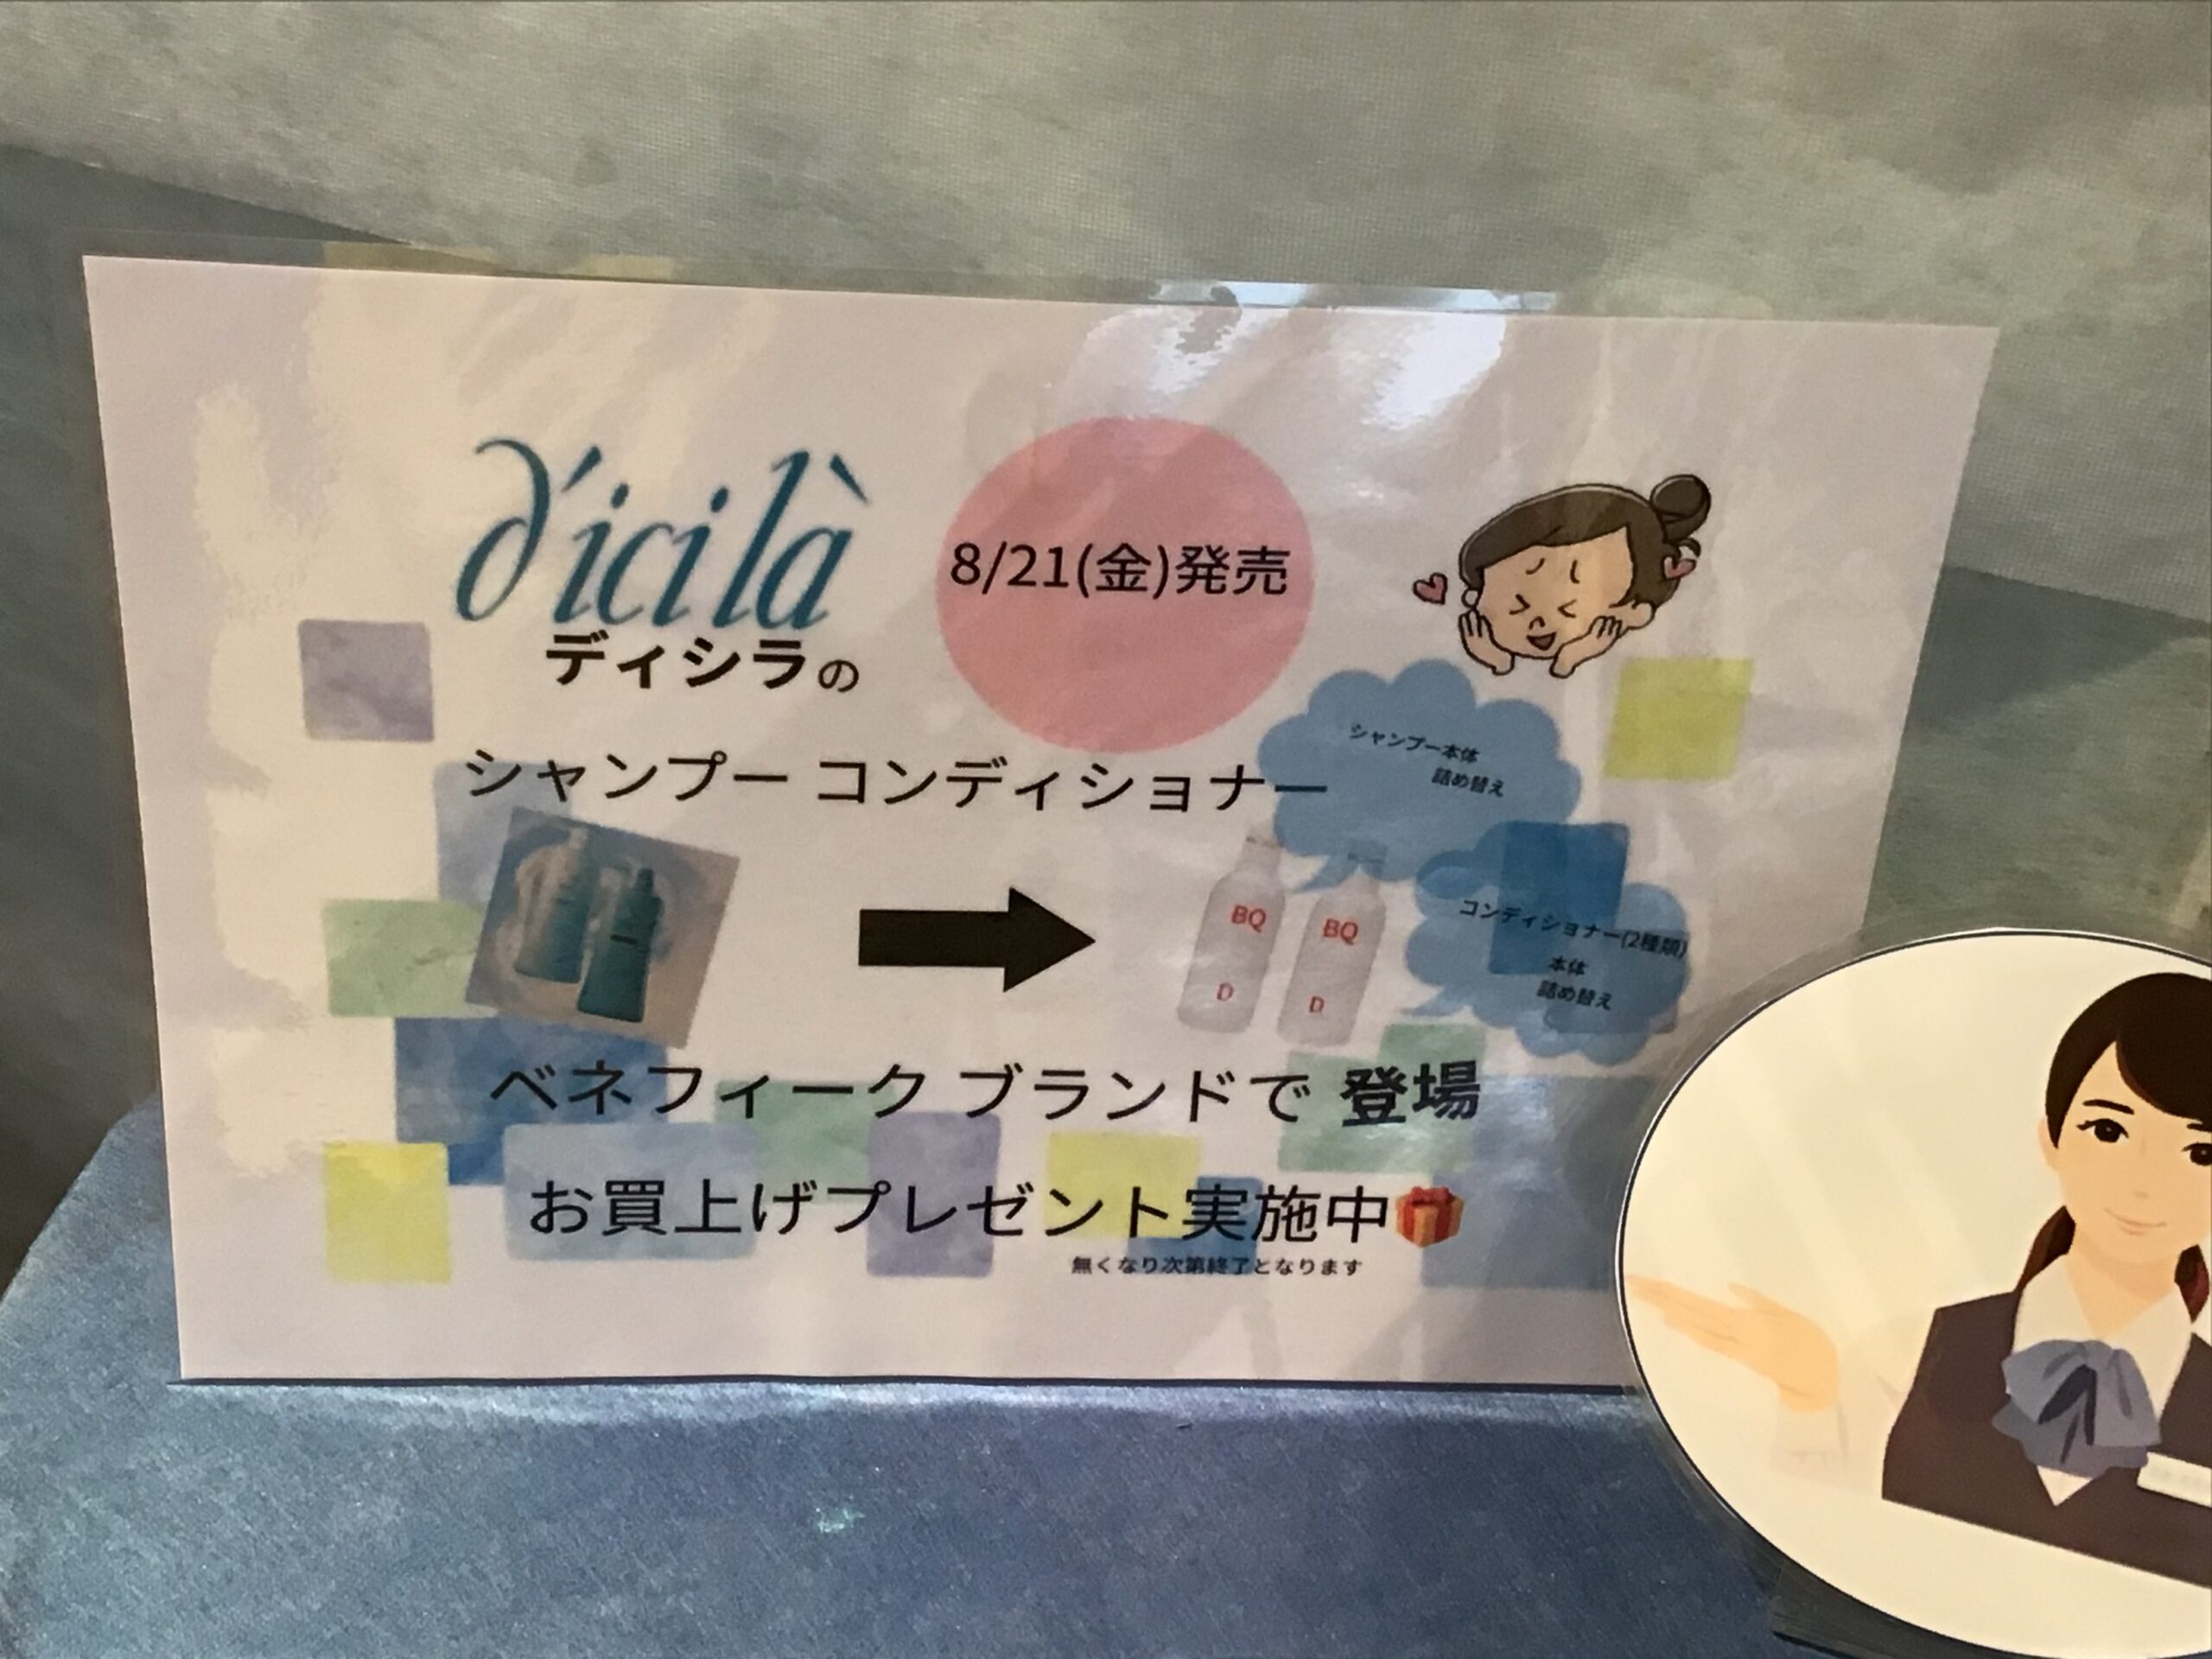 d'icilà
ディシラの
8/21(金)発売
シャンプー コンディショナー
シャンプー本体
詰め替え
BQ
D
BQ
D
コンディショナー(2種類)
本体
詰め替え
ベネフィーク ブランドで 登場
お買上げプレゼント実施中🎁
無くなり次第終了となります